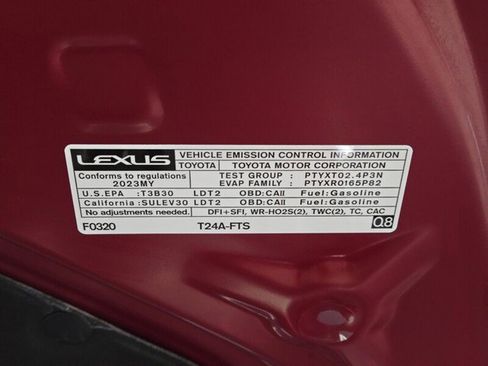 LEXUS VEHICLE EMISSION CONTROL INFORMATION
TOYOTA TOYOTA MOTOR CORPORATION
Conforms to regulations TEST GROUP : PTYXT02.4P3N
2023MY EVAP FAMILY : PTYXR0165P82
U.S.EPA :T3B30 LDT2 OBD:CAII Fuel:Gasoline
California:SULEV30 LDT2 OBD:CAII Fuel:Gasoline
No adjustments needed. DFI+SFI, WR-HO2S(2), TWC(2), TC, CAC
F0320 T24A-FTS 0.8